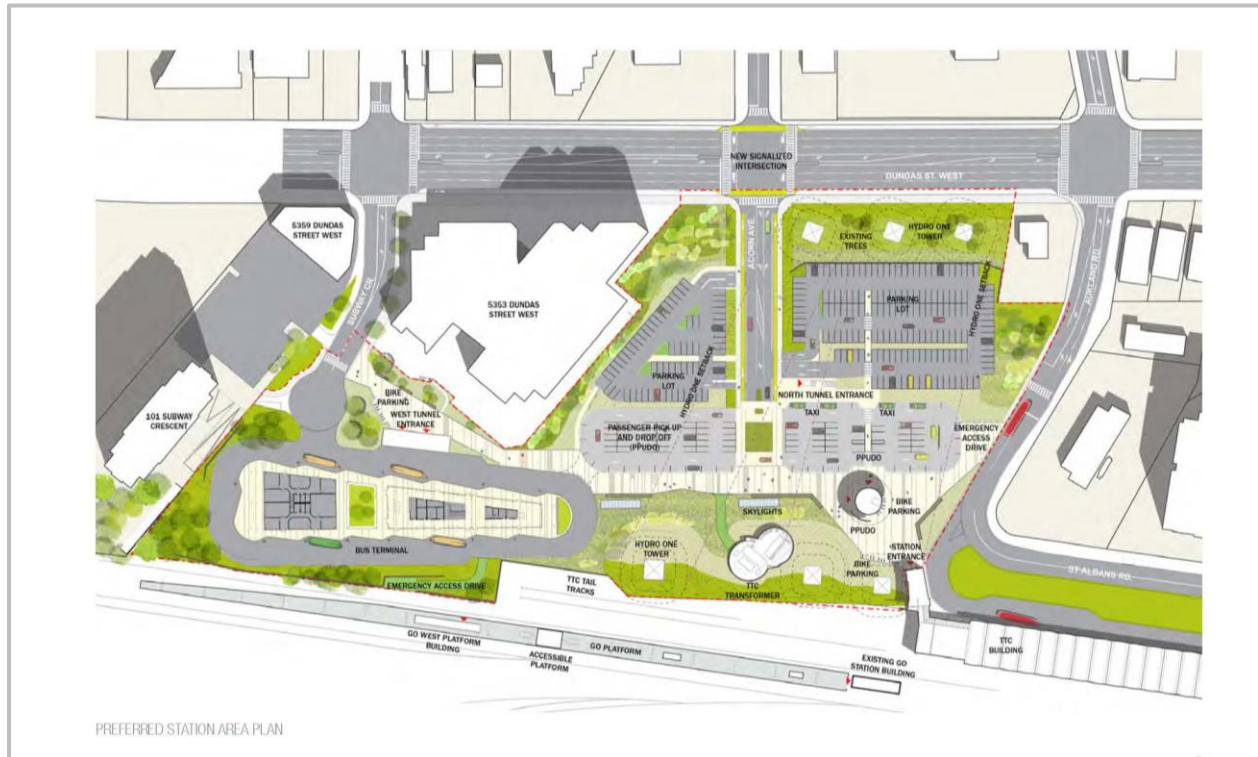 NEW SIGNALIZED
INTERSECTION
DUNDAS ST. WEST
5359 DUNDAS
STREET WEST
SUBWAY CR.
5353 DUNDAS
STREET WEST
ACORN AVE.
EXISTING
TREES
HYDRO ONE
TOWER
AUKLAND RD.
PARKING
LOT
HYDRO ONE SETBACK
PARKING
LOT
HYDRO ONE SETBACK
101 SUBWAY
CRESCENT
BIKE
PARKING
WEST TUNNEL
ENTRANCE
NORTH TUNNEL ENTRANCE
TAXI
TAXI
PASSENGER PICK UP
AND DROP OFF
(PPUDO)
EMERGENCY
ACCESS
DRIVE
PPUDO
BIKE
PARKING
SKYLIGHTS
PPUDO
BUS TERMINAL
HYDRO ONE
TOWER
STATION
ENTRANCE
BIKE
PARKING
ST. ALBANS RD.
EMERGENCY ACCESS DRIVE
TTC TAIL
TRACKS
TTC
TRANSFORMER
GO WEST PLATFORM
BUILDING
ACCESSIBLE
PLATFORM
GO PLATFORM
EXISTING GO
STATION BUILDING
TTC
BUILDING
PREFERRED STATION AREA PLAN